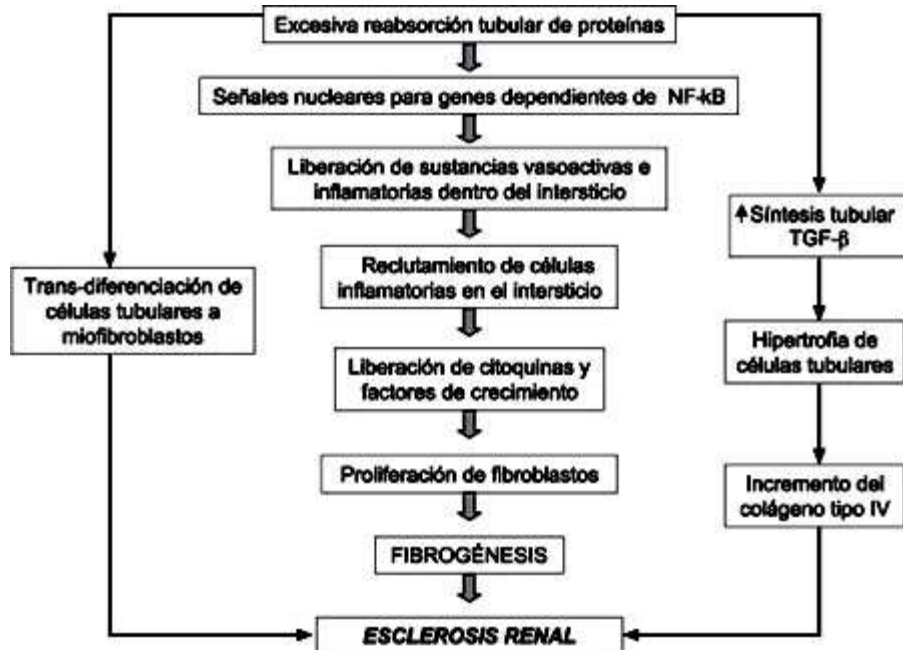 Excesiva reabsorción tubular de proteínas
Señales nucleares para genes dependientes de NF-kB
Liberación de sustancias vasoactivas e
inflamatorias dentro del intersticio
Reclutamiento de células
inflamatorias en el intersticio
Liberación de citoquinas y
factores de crecimiento
Proliferación de fibroblastos
FIBROGÉNESIS
Trans-diferenciación de
células tubulares a
miofibroblastos
Síntesis tubular
TGF-β
Hipertrofia de
células tubulares
Incremento del
colágeno tipo IV
ESCLEROSIS RENAL